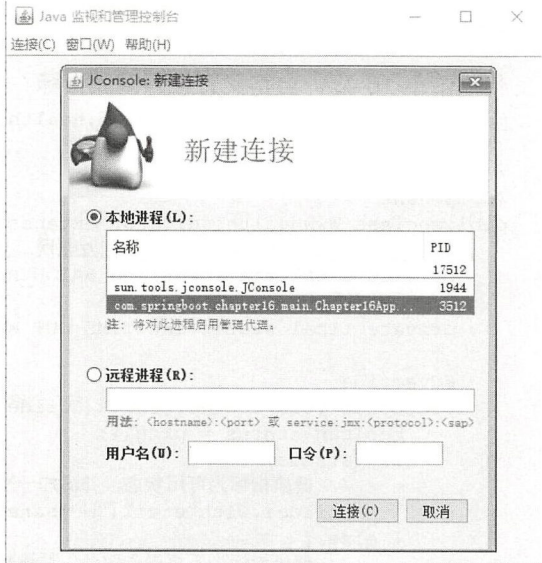 Java 监视和管理控制台
连接(C) 窗口(W) 帮助(H)
JConsole: 新建连接
新建连接
本地进程(L):
名称 PID
17512
sun.tools.jconsole.JConsole 1944
com.springboot.chapter16.main.Chapter16App... 3512
注: 将对此进程启用管理代理。
远程进程(R):
用法: <hostname>:<port> 或 service:jmx:<protocol>:<sap>
用户名(U): 口令(P):
连接(C) 取消